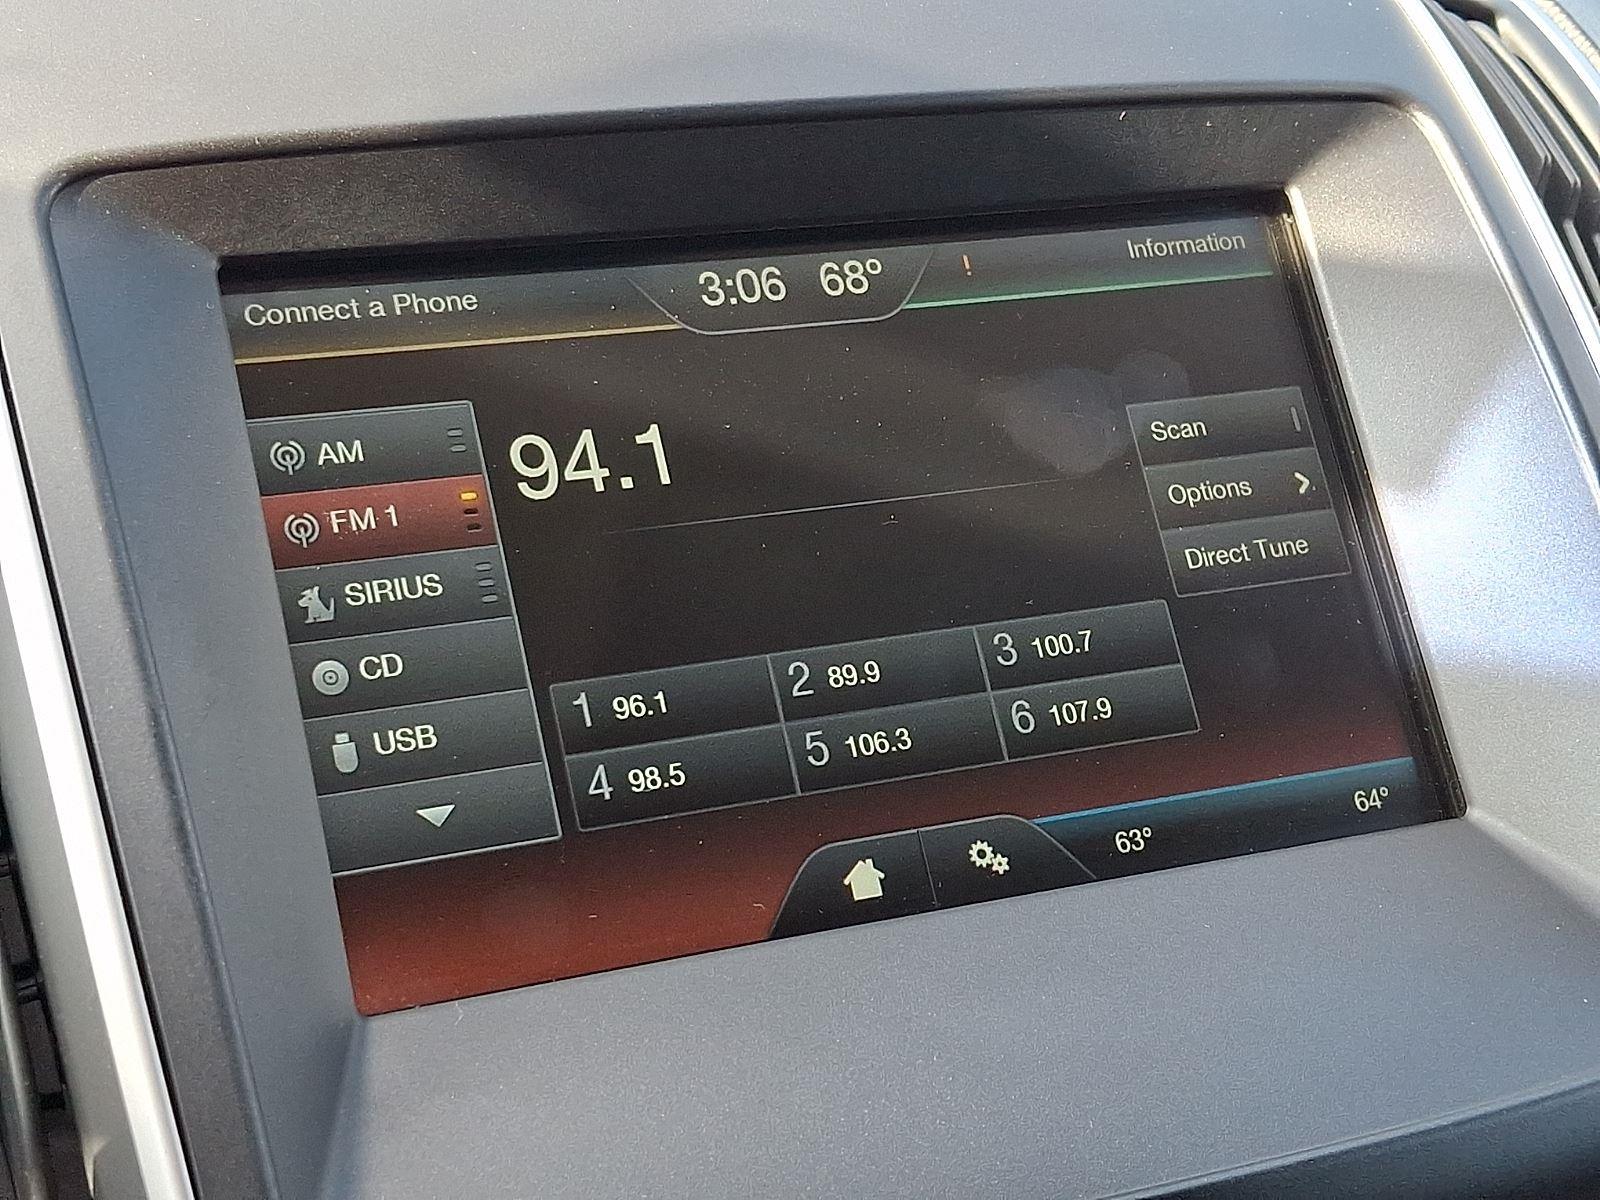 Connect a Phone
3:06 68°
!
Information
AM
FM 1
SIRIUS
CD
USB
94.1
Scan
Options
Direct Tune
1 96.1
2 89.9
3 100.7
4 98.5
5 106.3
6 107.9
63°
64°